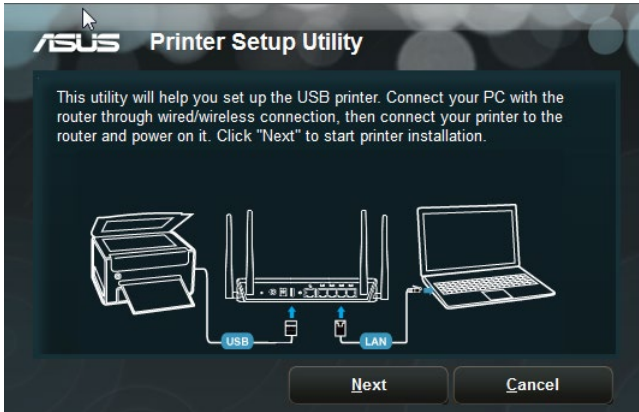 ASUS Printer Setup Utility
This utility will help you set up the USB printer. Connect your PC with the
router through wired/wireless connection, then connect your printer to the
router and power on it. Click "Next" to start printer installation.
USB
LAN
Next
Cancel